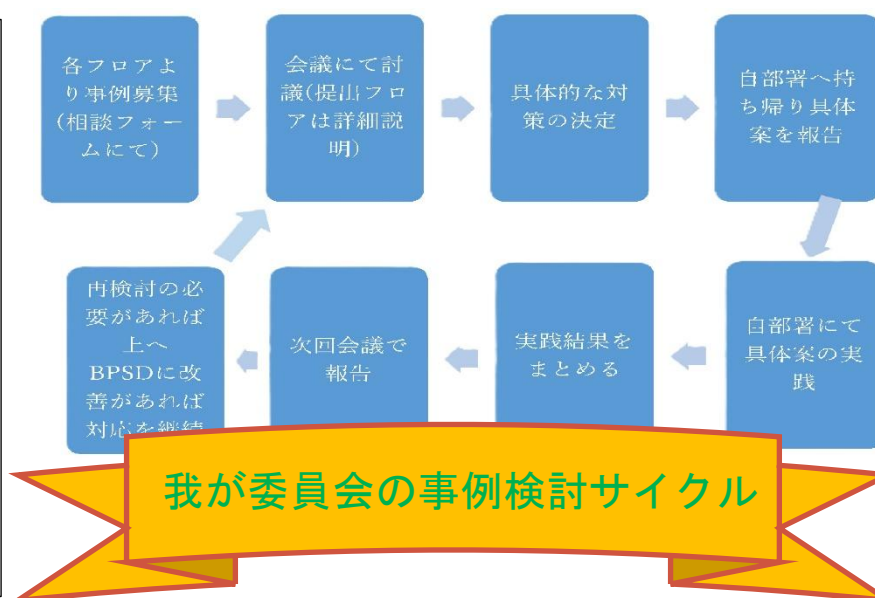 各フロアよ
り事例募集
(相談フォー
ムにて)
会議にて討
議(提出フロ
アは詳細説
明)
具体的な対
策の決定
自部署へ持
ち帰り具体
案を報告
自部署にて
具体案の実
践
実践結果を
まとめる
次回会議で
報告
再検討の必
要があれば
上へ
BPSDに改
善があれば
対応を継続
我が委員会の事例検討サイクル